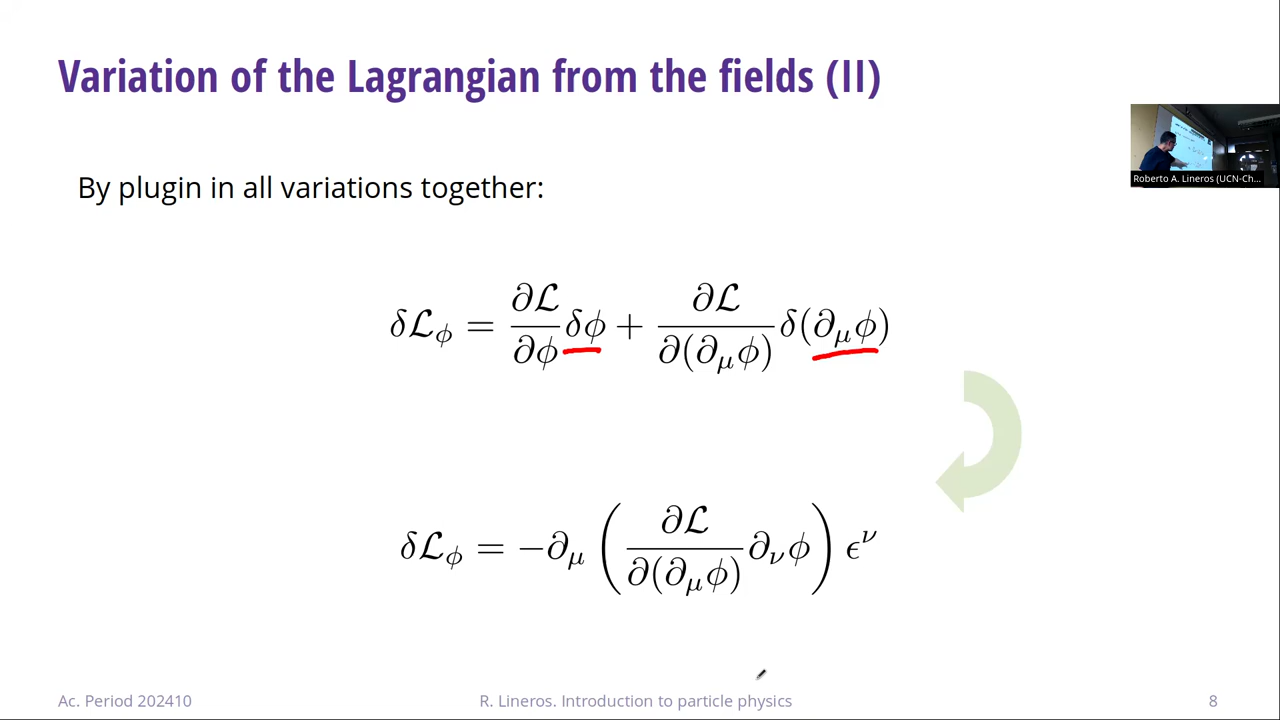 Variation of the Lagrangian from the fields (II)
Roberto A. Lineros (UCN-Ch...
By plugin in all variations together:
δℒ_ϕ = ∂ℒ/∂ϕ δϕ + ∂ℒ/∂(∂_μϕ) δ(∂_μϕ)
δℒ_ϕ = −∂_μ (∂ℒ/∂(∂_μϕ) ∂_νϕ) ϵ^ν
Ac. Period 202410
R. Lineros. Introduction to particle physics
8